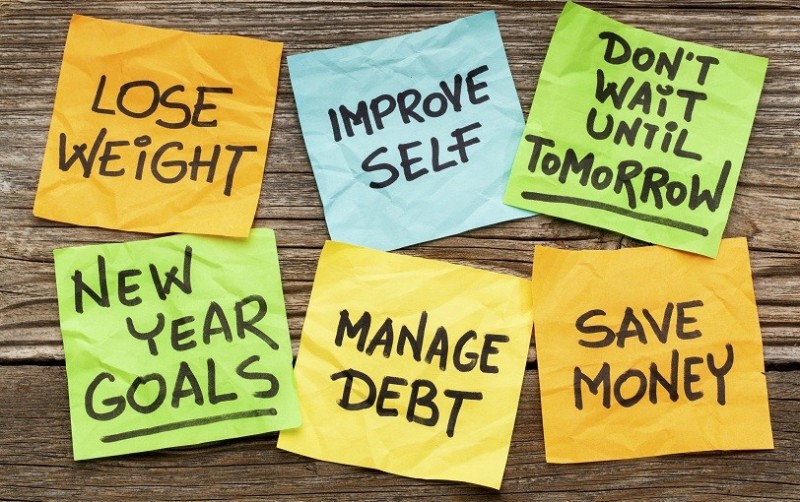 LOSE
WEIGHT
IMPROVE
SELF
DON'T
WAIT
UNTIL
TOMORROW
NEW
YEAR
GOALS
MANAGE
DEBT
SAVE
MONEY